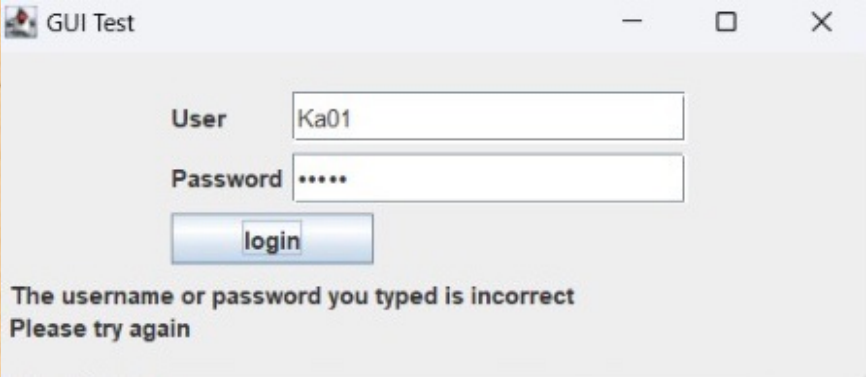 GUI Test
User Ka01
Password •••••
login
The username or password you typed is incorrect
Please try again